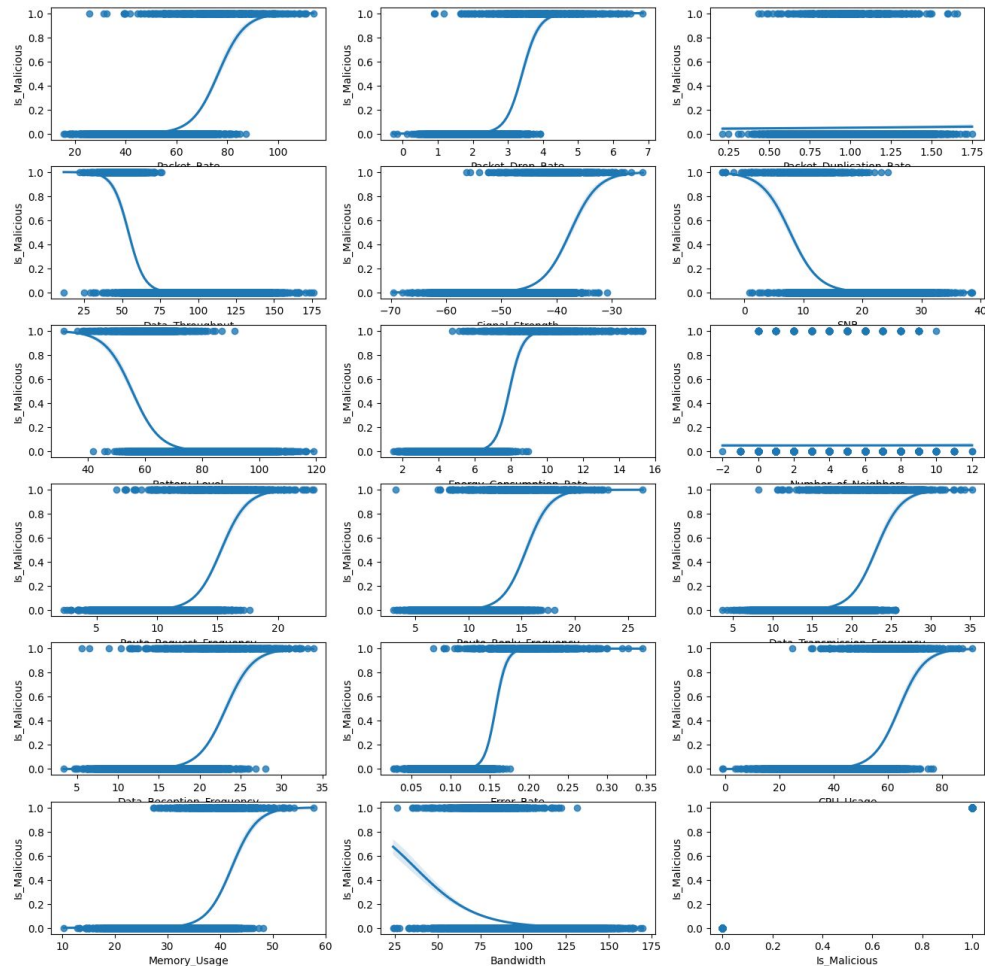 Is_Malicious
1.0
0.8
0.6
0.4
0.2
0.0
20 40 60 80 100
Packet_Rate
Is_Malicious
1.0
0.8
0.6
0.4
0.2
0.0
0 1 2 3 4 5 6 7
Packet_Drop_Rate
Is_Malicious
1.0
0.8
0.6
0.4
0.2
0.0
0.25 0.50 0.75 1.00 1.25 1.50 1.75
Packet_Duplication_Rate
Is_Malicious
1.0
0.8
0.6
0.4
0.2
0.0
25 50 75 100 125 150 175
Data_Throughput
Is_Malicious
1.0
0.8
0.6
0.4
0.2
0.0
−70 −60 −50 −40 −30
Signal_Strength
Is_Malicious
1.0
0.8
0.6
0.4
0.2
0.0
0 10 20 30 40
SNR
Is_Malicious
1.0
0.8
0.6
0.4
0.2
0.0
40 60 80 100 120
Battery_Level
Is_Malicious
1.0
0.8
0.6
0.4
0.2
0.0
2 4 6 8 10 12 14 16
Energy_Consumption_Rate
Is_Malicious
1.0
0.8
0.6
0.4
0.2
0.0
−2 0 2 4 6 8 10 12
Number_of_Neighbors
Is_Malicious
1.0
0.8
0.6
0.4
0.2
0.0
5 10 15 20
Route_Request_Frequency
Is_Malicious
1.0
0.8
0.6
0.4
0.2
0.0
5 10 15 20 25
Route_Reply_Frequency
Is_Malicious
1.0
0.8
0.6
0.4
0.2
0.0
5 10 15 20 25 30 35
Data_Transmission_Frequency
Is_Malicious
1.0
0.8
0.6
0.4
0.2
0.0
5 10 15 20 25 30 35
Data_Reception_Frequency
Is_Malicious
1.0
0.8
0.6
0.4
0.2
0.0
0.05 0.10 0.15 0.20 0.25 0.30 0.35
Error_Rate
Is_Malicious
1.0
0.8
0.6
0.4
0.2
0.0
0 20 40 60 80
CPU_Usage
Is_Malicious
1.0
0.8
0.6
0.4
0.2
0.0
10 20 30 40 50 60
Memory_Usage
Is_Malicious
1.0
0.8
0.6
0.4
0.2
0.0
25 50 75 100 125 150 175
Bandwidth
Is_Malicious
1.0
0.8
0.6
0.4
0.2
0.0
0.0 0.2 0.4 0.6 0.8 1.0
Is_Malicious